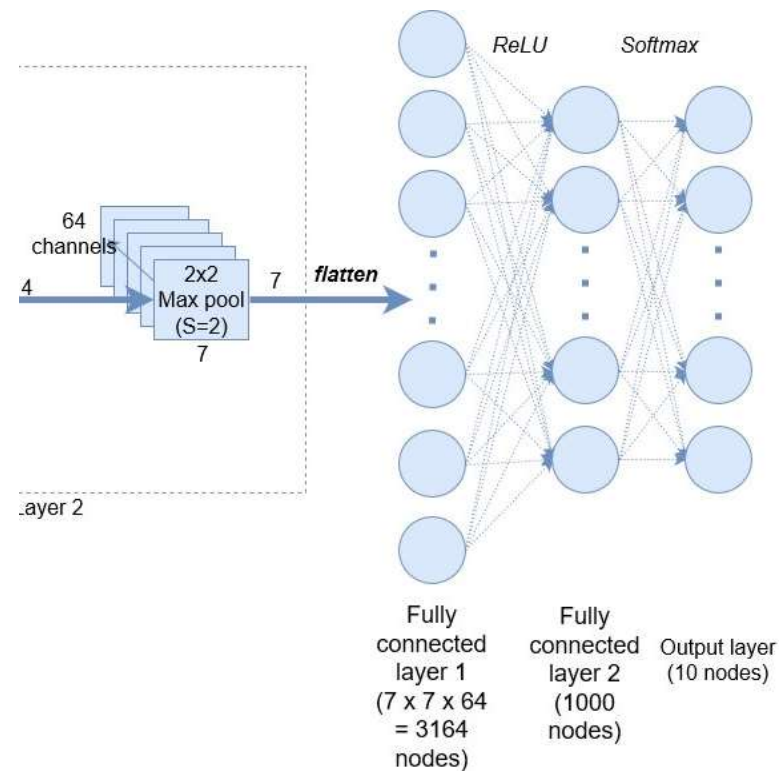 ReLU
Softmax
64
channels
4
2x2
Max pool
(S=2)
7
7
flatten
ayer 2
Fully
connected
layer 1
(7 x 7 x 64
= 3164
nodes)
Fully
connected
layer 2
(1000
nodes)
Output layer
(10 nodes)